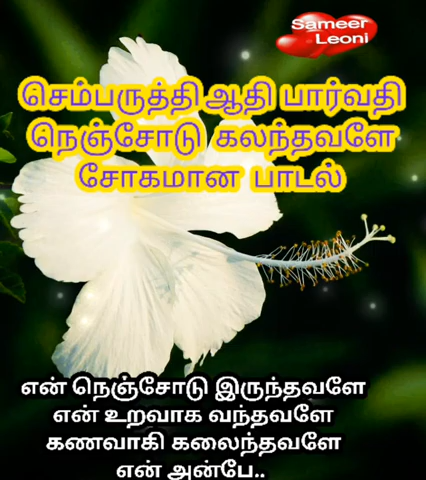 Sameer
Leoni
செம்பருத்தி ஆதி பார்வதி
நெஞ்சோடு கலந்தவளே
சோகமான பாடல்
என் நெஞ்சோடு இருந்தவளே
என் உறவாக வந்தவளே
கணவாகி கலைந்தவளே
என் அன்பே..